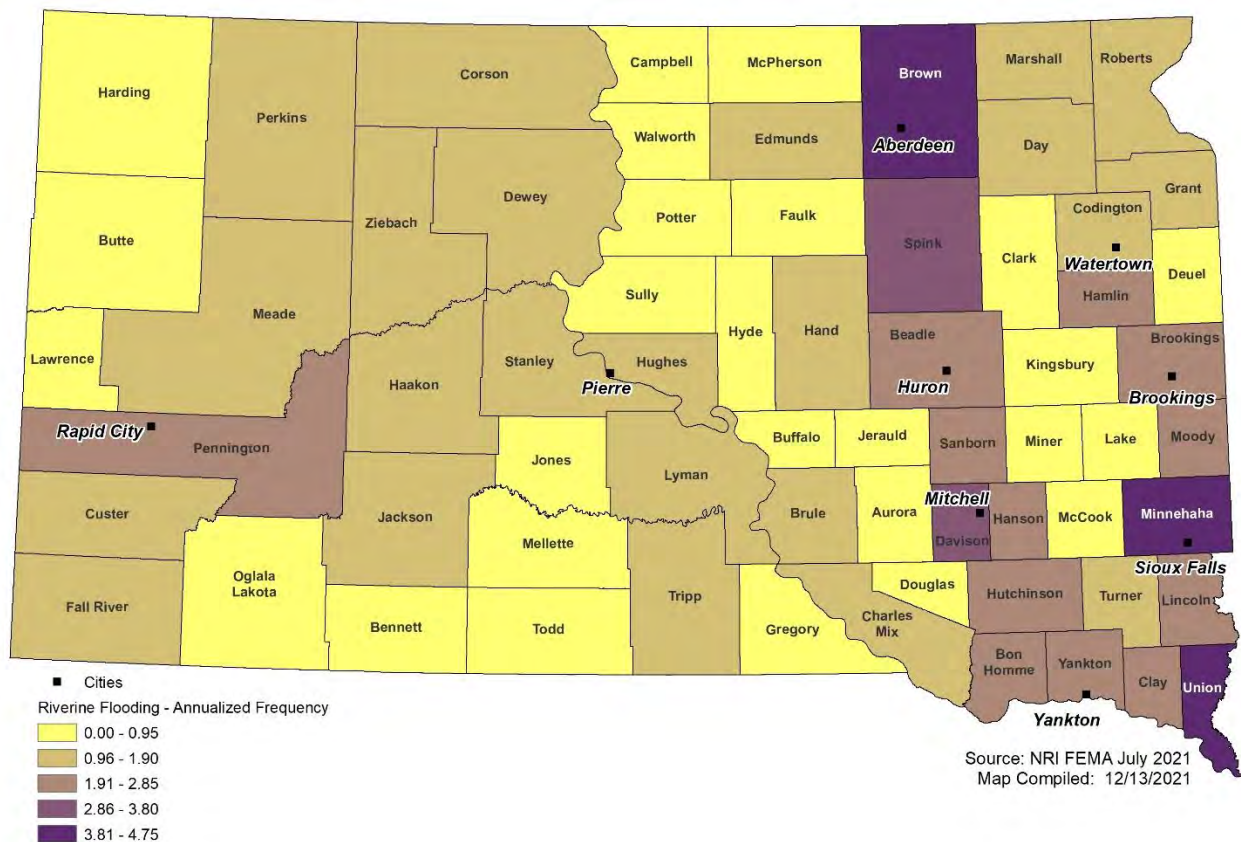 Harding
Perkins
Corson
Campbell
McPherson
Brown
Marshall
Roberts
Walworth
Edmunds
Aberdeen
Day
Butte
Ziebach
Dewey
Potter
Faulk
Spink
Clark
Codington
Grant
Watertown
Hamlin
Deuel
Meade
Sully
Hyde
Hand
Lawrence
Haakon
Stanley
Hughes
Pierre
Beadle
Huron
Kingsbury
Brookings
Brookings
Rapid City
Pennington
Jones
Lyman
Buffalo
Jerauld
Sanborn
Miner
Lake
Moody
Custer
Jackson
Mellette
Brule
Aurora
Mitchell
Davison
Hanson
McCook
Minnehaha
Sioux Falls
Fall River
Oglala
Lakota
Bennett
Todd
Tripp
Gregory
Charles
Mix
Douglas
Hutchinson
Turner
Lincoln
Bon
Homme
Yankton
Clay
Union
Yankton
Cities
Riverine Flooding - Annualized Frequency
0.00 - 0.95
0.96 - 1.90
1.91 - 2.85
2.86 - 3.80
3.81 - 4.75
Source: NRI FEMA July 2021
Map Compiled: 12/13/2021